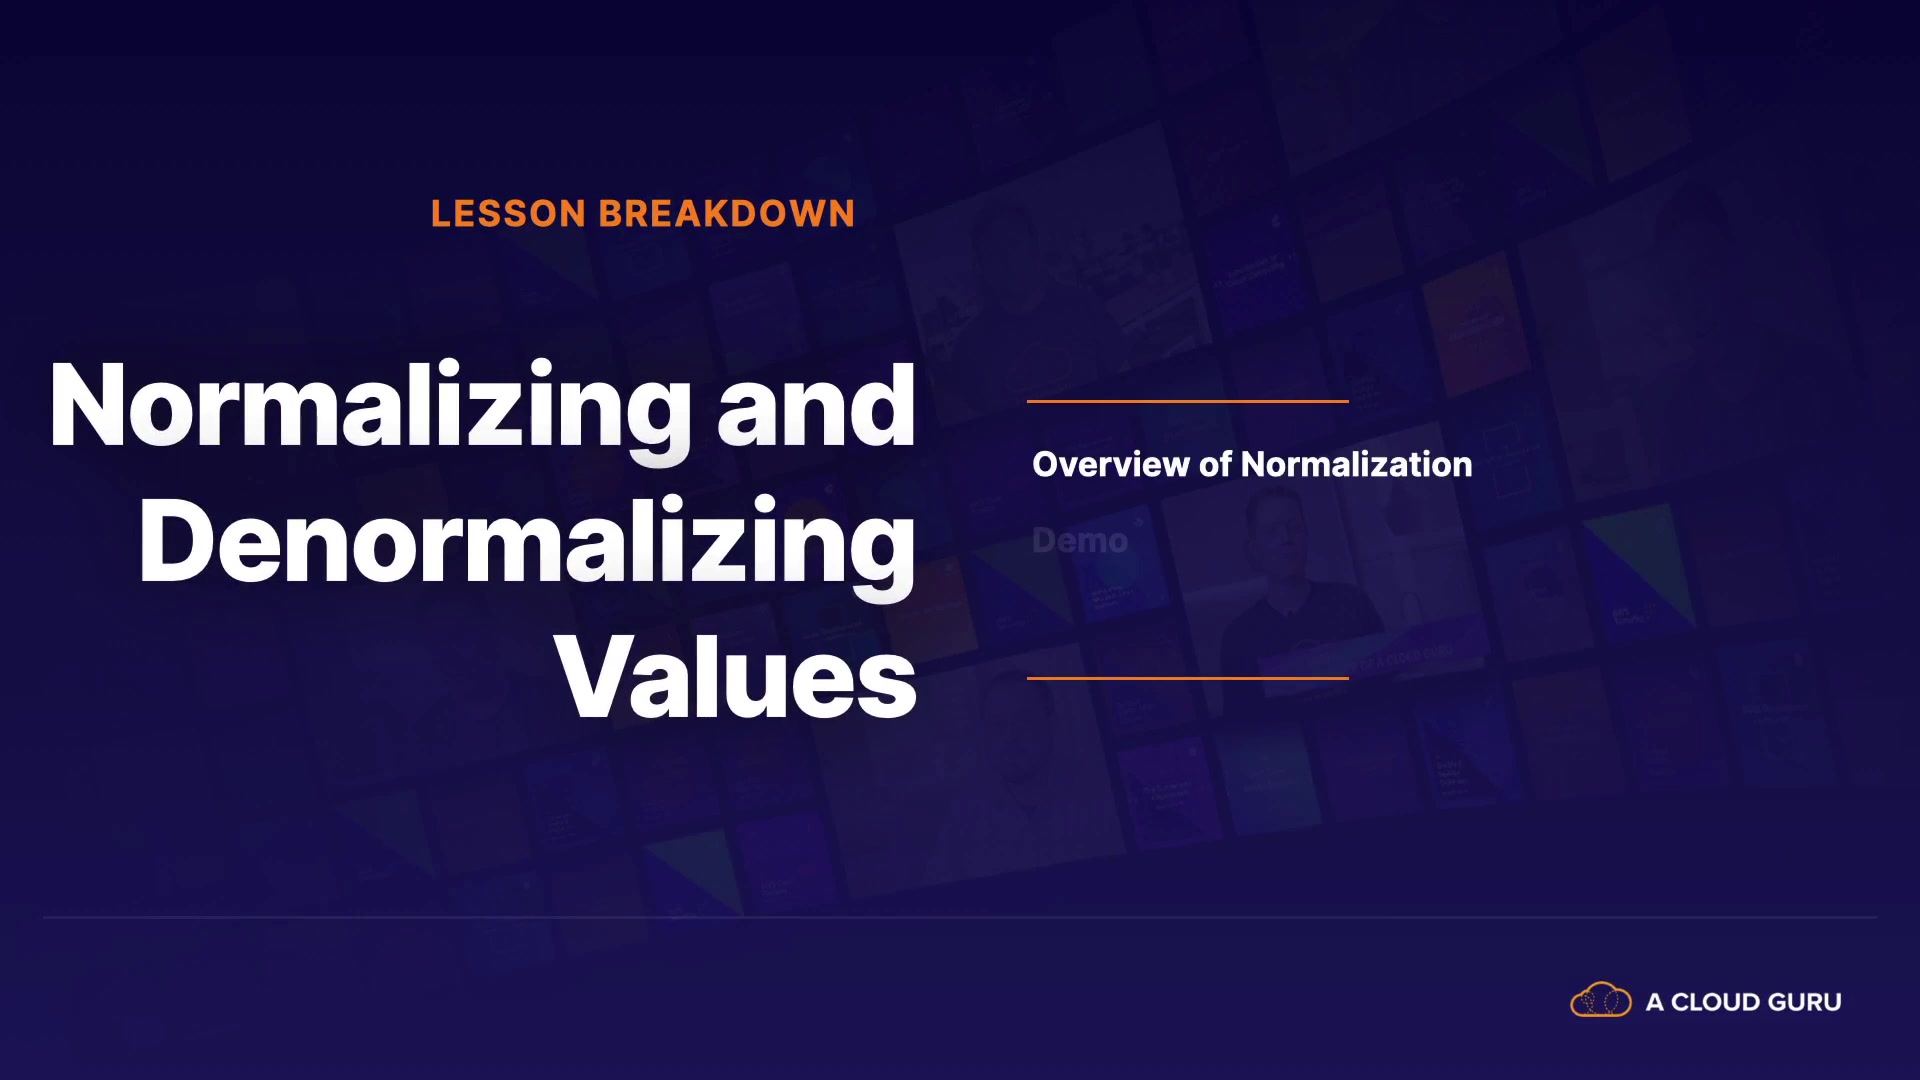 LESSON BREAKDOWN
Normalizing and
Denormalizing
Values
Overview of Normalization
Demo
A CLOUD GURU